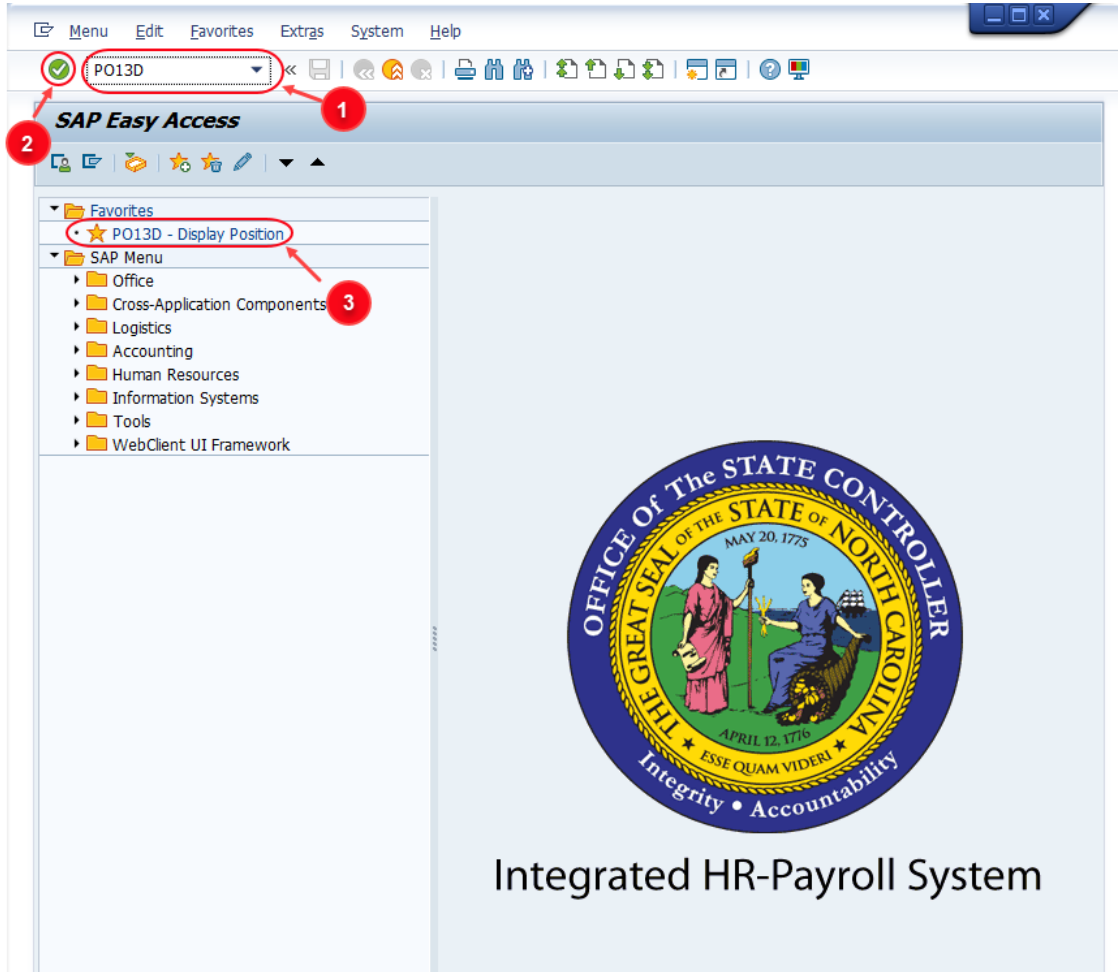 Menu Edit Favorites Extras System Help
PO13D
1
SAP Easy Access
2
Favorites
PO13D - Display Position
SAP Menu
Office
Cross-Application Components
3
Logistics
Accounting
Human Resources
Information Systems
Tools
WebClient UI Framework
OFFICE Of The STATE CONTROLLER
THE GREAT SEAL OF THE STATE OF NORTH CAROLINA
MAY 20, 1775
APRIL 12, 1776
ESSE QUAM VIDERI
Integrity • Accountability
Integrated HR-Payroll System